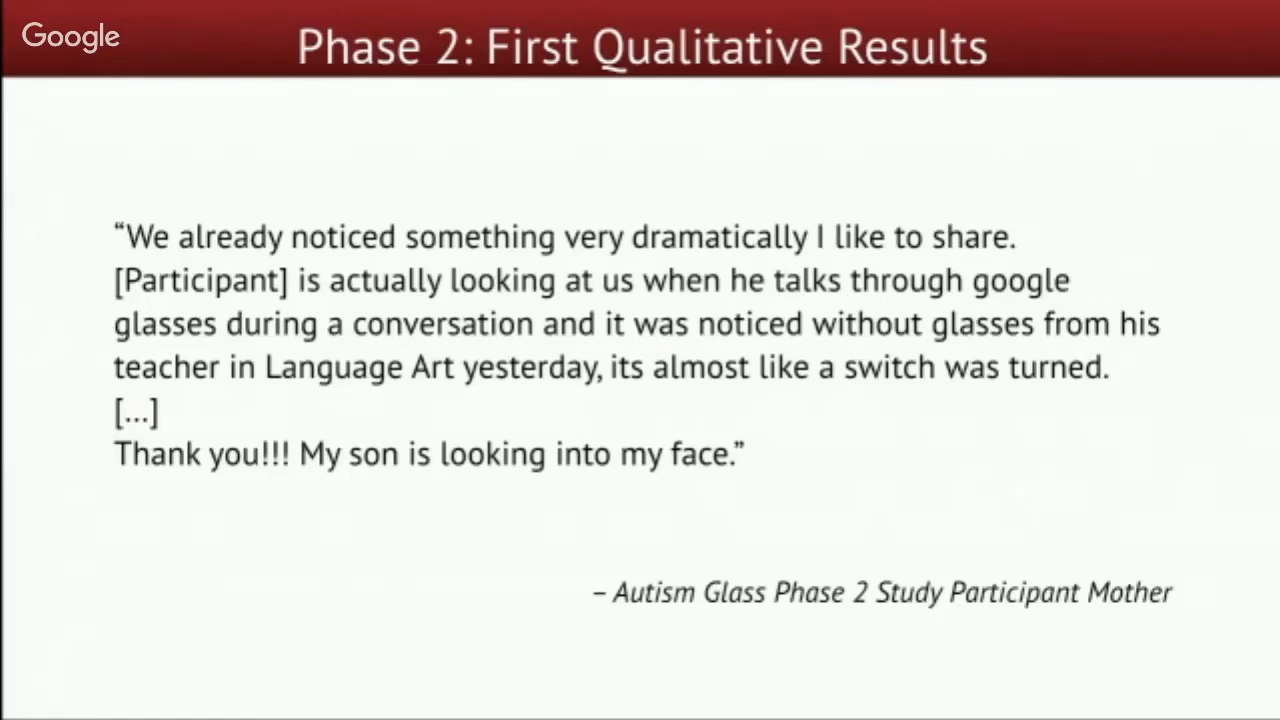 Google
Phase 2: First Qualitative Results
“We already noticed something very dramatically I like to share.
[Participant] is actually looking at us when he talks through google
glasses during a conversation and it was noticed without glasses from his
teacher in Language Art yesterday, its almost like a switch was turned.
[...]
Thank you!!! My son is looking into my face.”
– Autism Glass Phase 2 Study Participant Mother